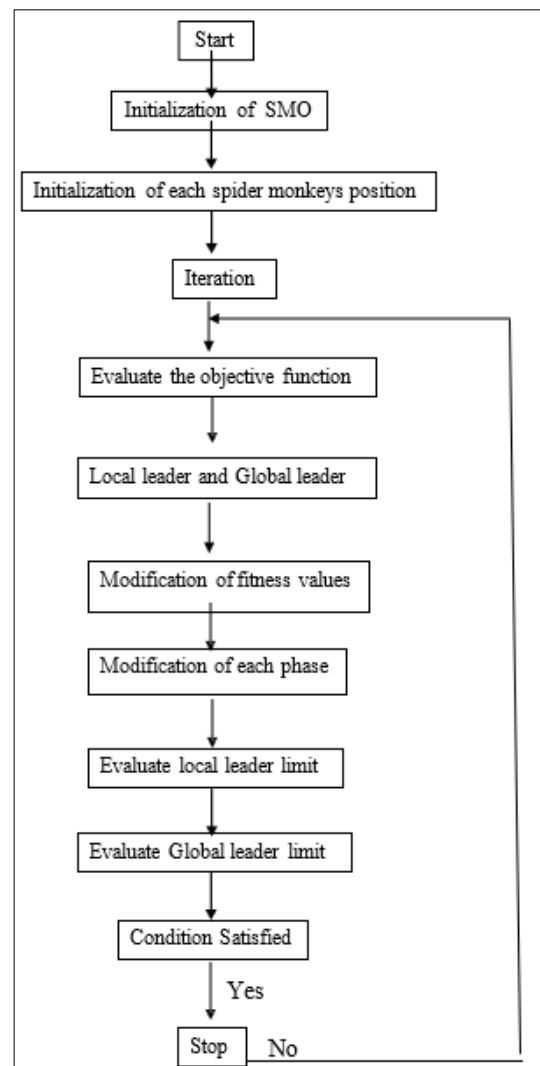 Start
Initialization of SMO
Initialization of each spider monkeys position
Iteration
Evaluate the objective function
Local leader and Global leader
Modification of fitness values
Modification of each phase
Evaluate local leader limit
Evaluate Global leader limit
Condition Satisfied
Yes
Stop
No